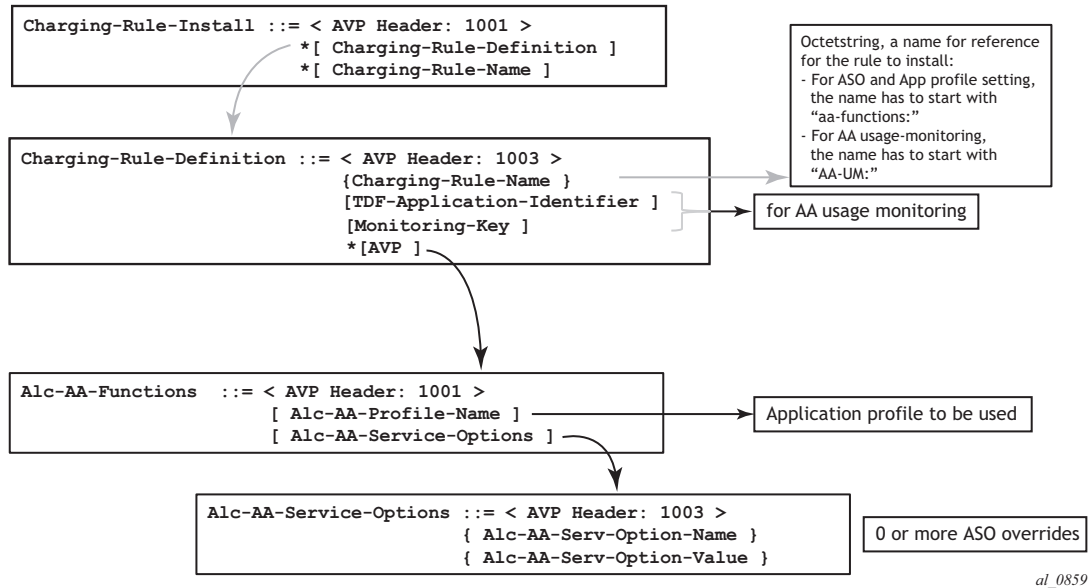 Charging-Rule-Install ::= < AVP Header: 1001 >
*[ Charging-Rule-Definition ]
*[ Charging-Rule-Name ]
Octetstring, a name for reference
for the rule to install:
- For ASO and App profile setting,
the name has to start with
“aa-functions:”
- For AA usage-monitoring,
the name has to start with
“AA-UM:”
Charging-Rule-Definition ::= < AVP Header: 1003 >
{Charging-Rule-Name }
[TDF-Application-Identifier ]
[Monitoring-Key ]
*[AVP ]
for AA usage monitoring
Alc-AA-Functions ::= < AVP Header: 1001 >
[ Alc-AA-Profile-Name ]
[ Alc-AA-Service-Options ]
Application profile to be used
Alc-AA-Service-Options ::= < AVP Header: 1003 >
{ Alc-AA-Serv-Option-Name }
{ Alc-AA-Serv-Option-Value }
0 or more ASO overrides
al_0859